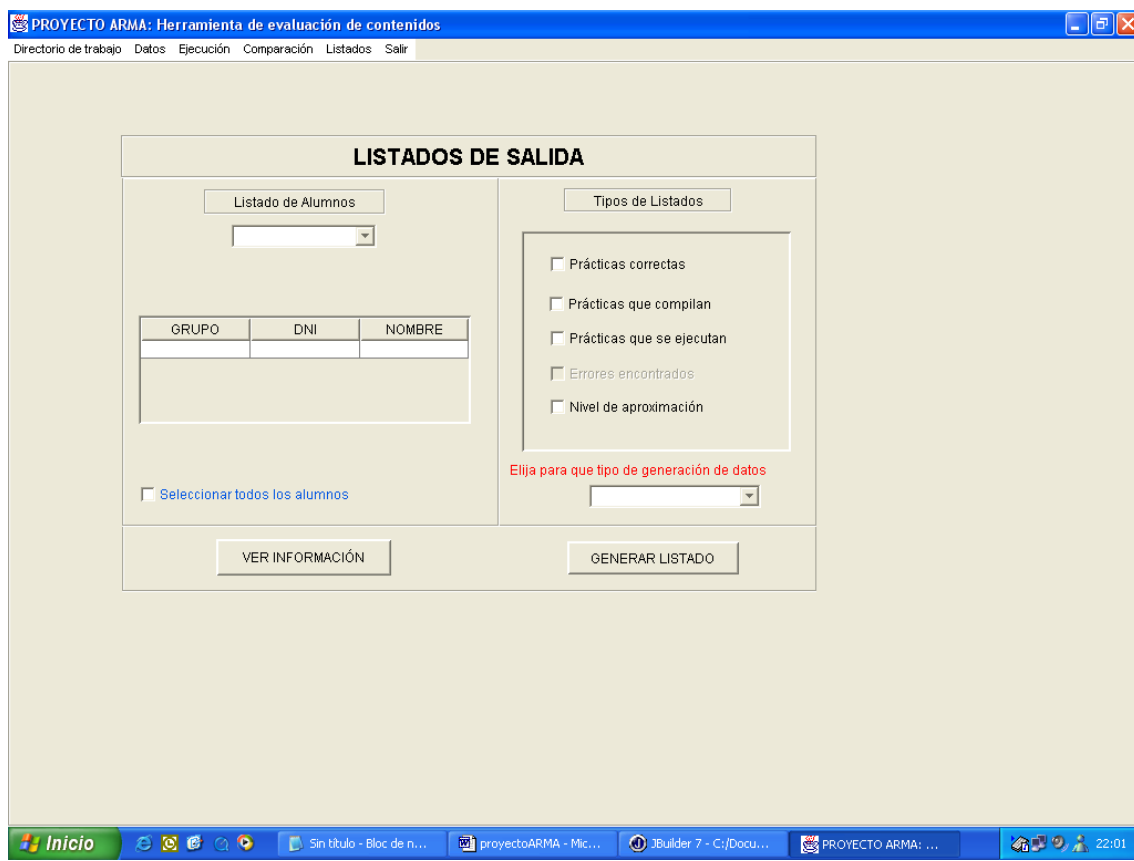 PROYECTO ARMA: Herramienta de evaluación de contenidos
Directorio de trabajo Datos Ejecución Comparación Listados Salir
LISTADOS DE SALIDA
Listado de Alumnos
GRUPO DNI NOMBRE
Seleccionar todos los alumnos
Tipos de Listados
Prácticas correctas
Prácticas que compilan
Prácticas que se ejecutan
Errores encontrados
Nivel de aproximación
Elija para que tipo de generación de datos
VER INFORMACIÓN
GENERAR LISTADO
Inicio
Sin título - Bloc de n...
proyectoARMA - Mic...
JBuilder 7 - C:/Docu...
PROYECTO ARMA: ...
22:01